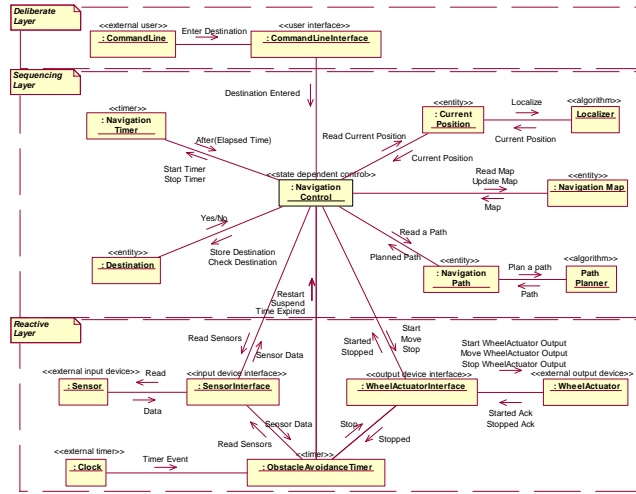 Deliberate
Layer
<<external user>>
: CommandLine
Enter Destination
<<user interface>>
: CommandLineInterface
Sequencing
Layer
Destination Entered
<<timer>>
: Navigation
Timer
After(Elapsed Time)
Start Timer
Stop Timer
<<entity>>
: Current
Position
Read Current Position
Current Position
Localize
Current Position
<<algorithm>>
Localizer
<<state dependent control>>
: Navigation
Control
Read Map
Update Map
Map
<<entity>>
: Navigation Map
Yes/No
Store Destination
Check Destination
<<entity>>
: Destination
Read a Path
Planned Path
<<entity>>
: Navigation
Path
Plan a path
Path
<<algorithm>>
Path
Planner
Restart
Suspend
Time Expired
Reactive
Layer
Read Sensors
Sensor Data
Started
Stopped
Start
Move
Stop
<<external input device>>
: Sensor
Read
Data
<<input device interface>>
: SensorInterface
<<output device interface>>
: WheelActuatorInterface
Start WheelActuator Output
Move WheelActuator Output
Stop WheelActuator Output
<<external output device>>
: WheelActuator
Started Ack
Stopped Ack
Sensor Data
Read Sensors
Stop
Stopped
<<external timer>>
: Clock
Timer Event
<<timer>>
: ObstacleAvoidanceTimer